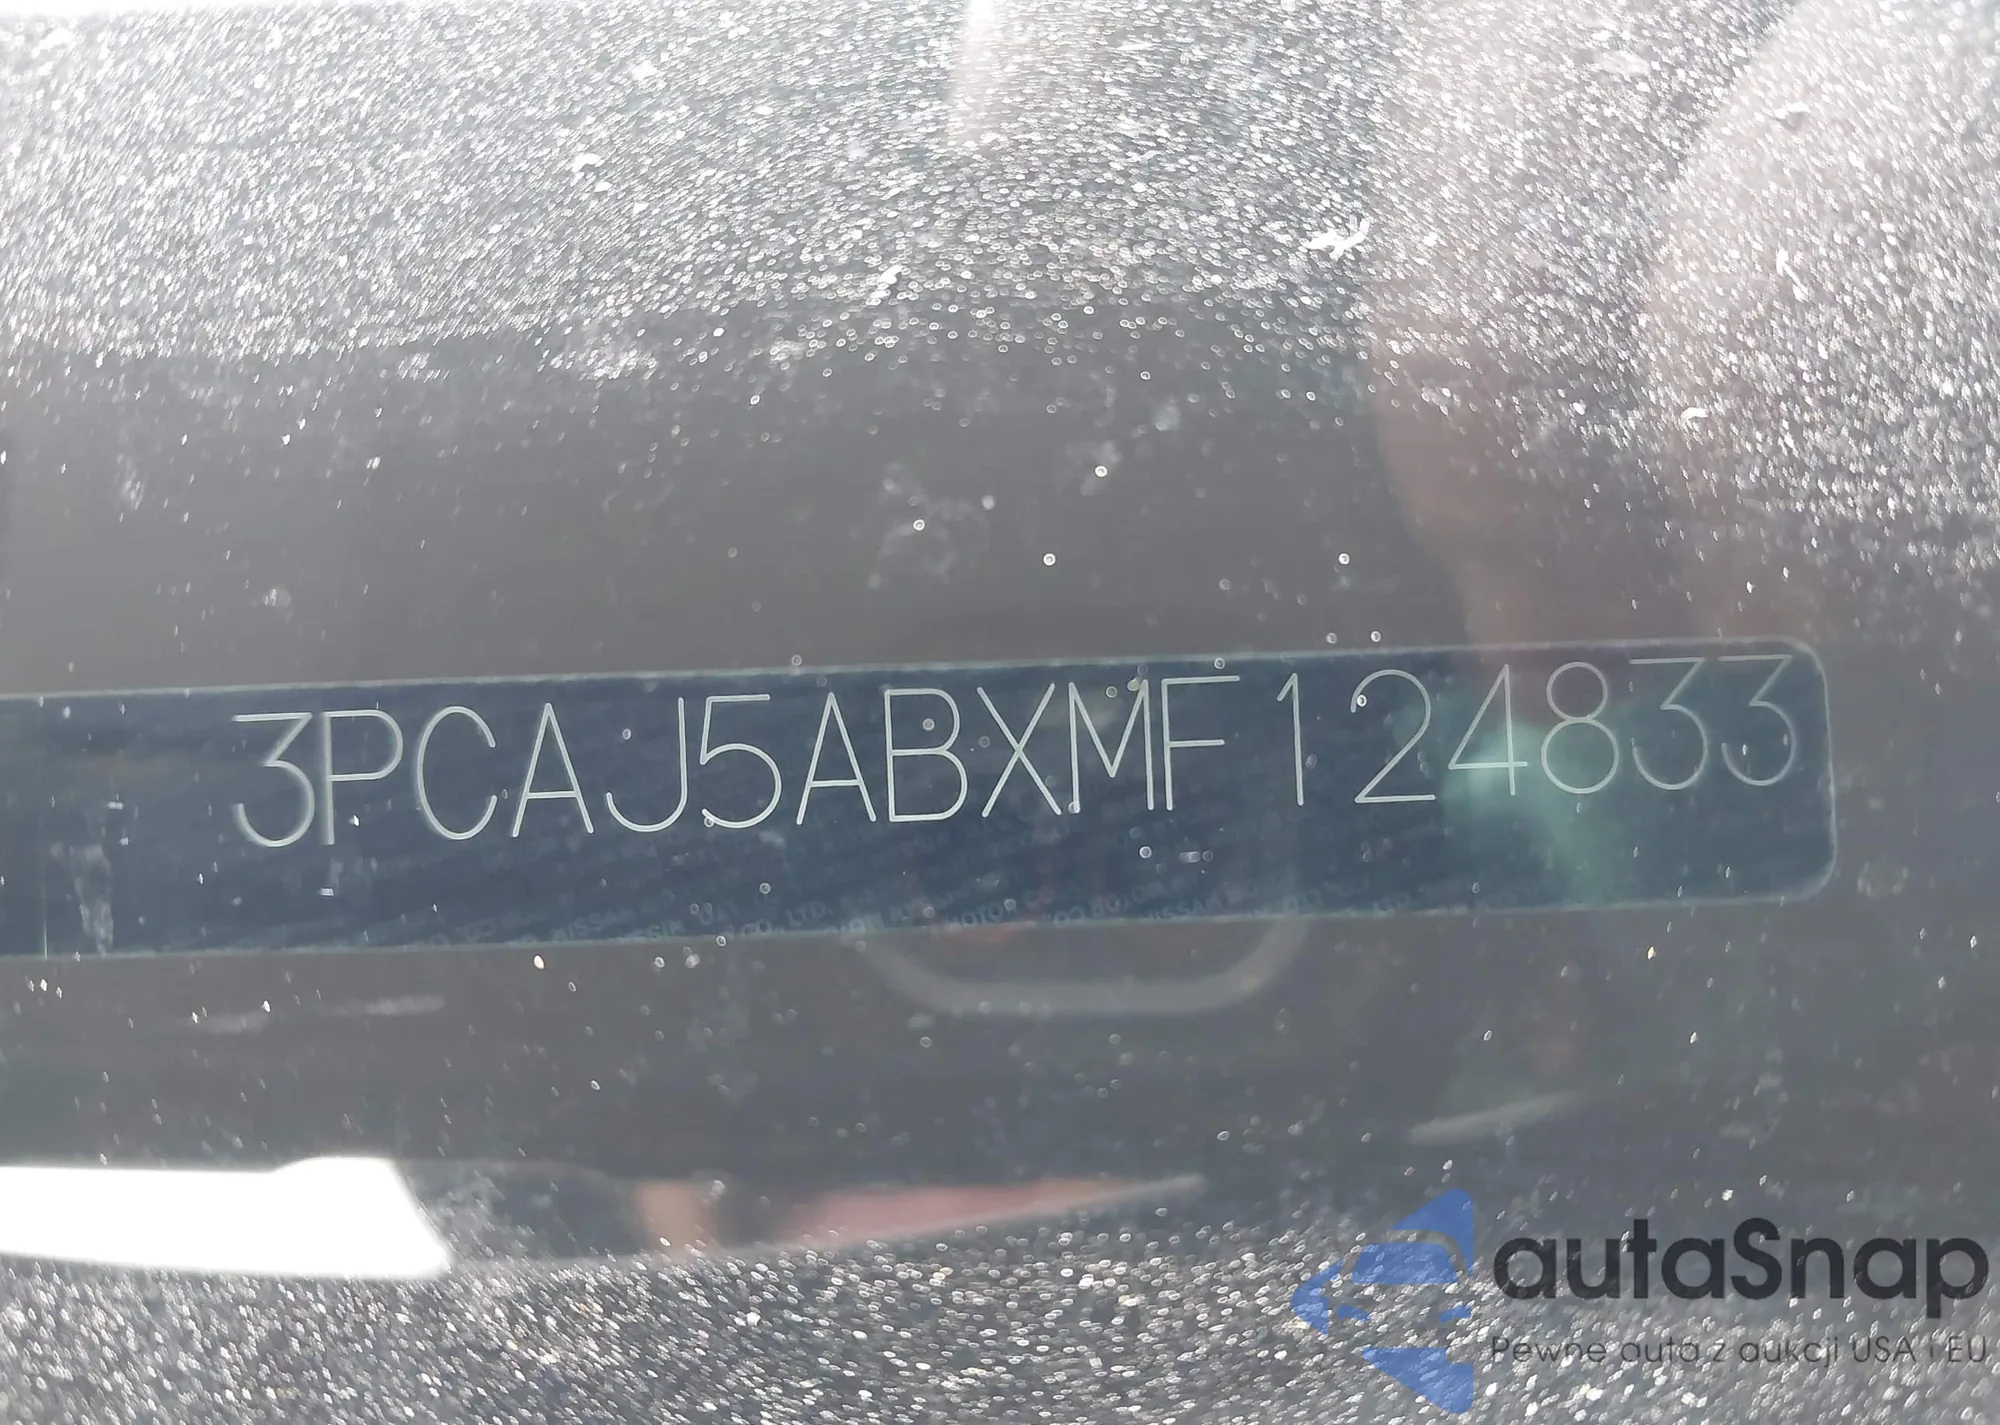 3PCAJ5ABXMF124833
autaSnap
Pewne auta z aukcji USA i EU